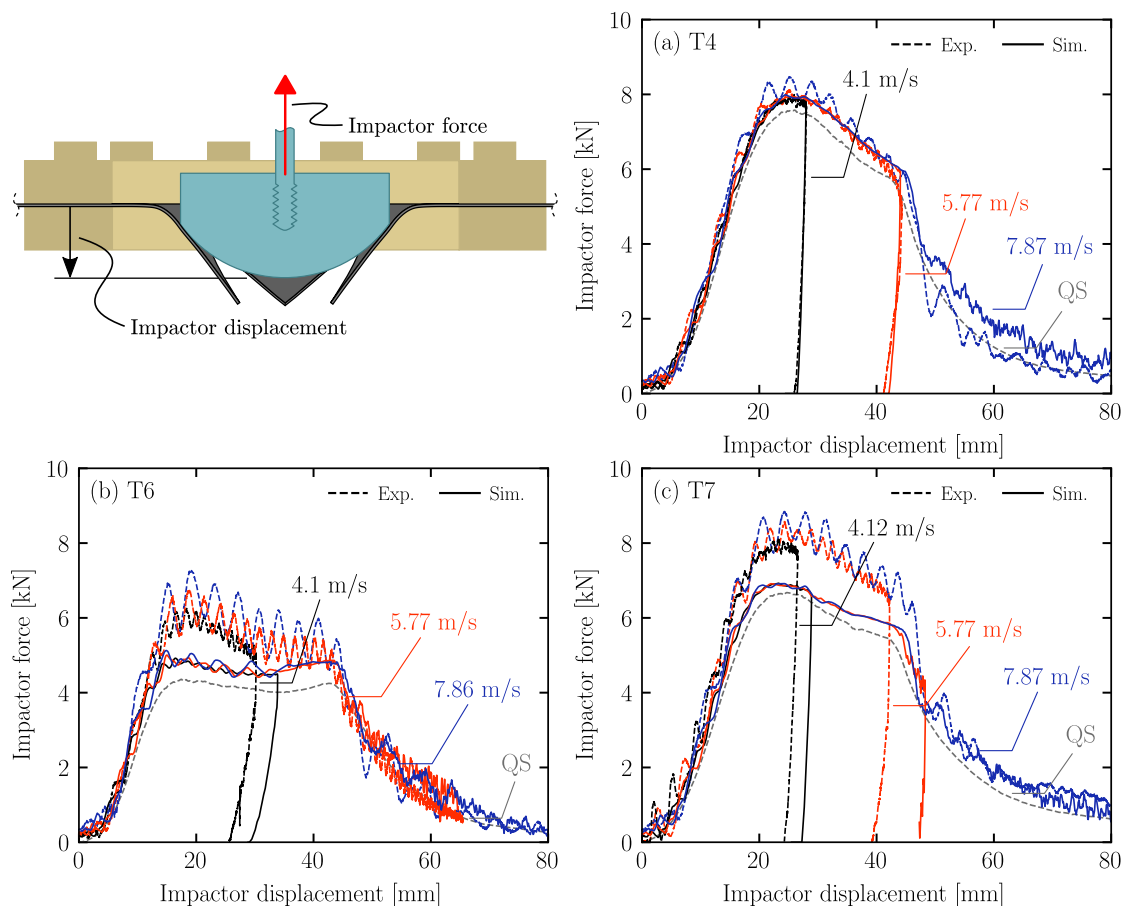 Impactor force
Impactor displacement
(a) T4
Exp.
Sim.
4.1 m/s
5.77 m/s
7.87 m/s
QS
Impactor force [kN]
0
2
4
6
8
10
0
20
40
60
80
Impactor displacement [mm]
(b) T6
Exp.
Sim.
4.1 m/s
5.77 m/s
7.86 m/s
QS
Impactor force [kN]
0
2
4
6
8
10
0
20
40
60
80
Impactor displacement [mm]
(c) T7
Exp.
Sim.
4.12 m/s
5.77 m/s
7.87 m/s
QS
Impactor force [kN]
0
2
4
6
8
10
0
20
40
60
80
Impactor displacement [mm]